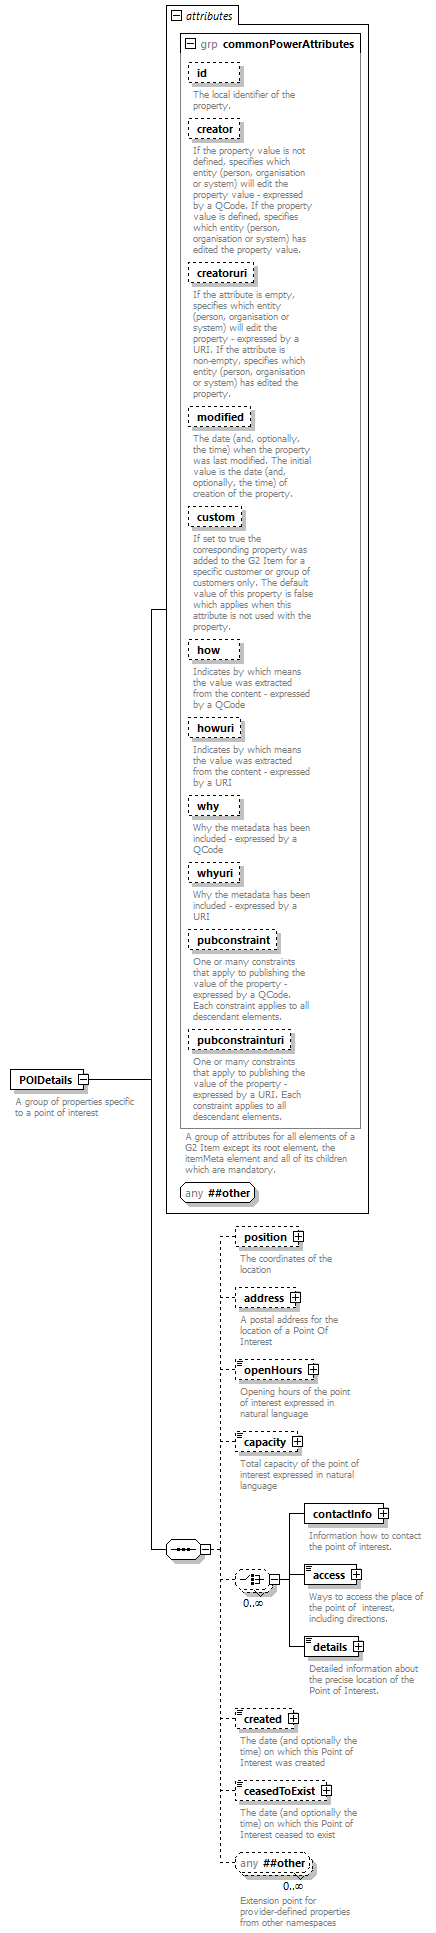 attributes
grp commonPowerAttributes
id
The local identifier of the
property.
creator
If the property value is not
defined, specifies which
entity (person, organisation
or system) will edit the
property value - expressed
by a QCode. If the property
value is defined, specifies
which entity (person,
organisation or system) has
edited the property value.
creatoruri
If the attribute is empty,
specifies which entity
(person, organisation or
system) will edit the
property - expressed by a
URI. If the attribute is
non-empty, specifies which
entity (person, organisation
or system) has edited the
property.
modified
The date (and, optionally,
the time) when the property
was last modified. The initial
value is the date (and,
optionally, the time) of
creation of the property.
custom
If set to true the
corresponding property was
added to the G2 Item for a
specific customer or group of
customers only. The default
value of this property is false
which applies when this
attribute is not used with the
property.
how
Indicates by which means
the value was extracted
from the content - expressed
by a QCode
howuri
Indicates by which means
the value was extracted
from the content - expressed
by a URI
why
Why the metadata has been
included - expressed by a
QCode
whyuri
Why the metadata has been
included - expressed by a
URI
pubconstraint
One or many constraints
that apply to publishing the
value of the property -
expressed by a QCode.
Each constraint applies to all
descendant elements.
pubconstrainturi
One or many constraints
that apply to publishing the
value of the property -
expressed by a URI. Each
constraint applies to all
descendant elements.
POIDetails
A group of properties specific
to a point of interest
A group of attributes for all elements of a
G2 Item except its root element, the
itemMeta element and all of its children
which are mandatory.
any ##other
position
The coordinates of the
location
address
A postal address for the
location of a Point Of
Interest
openHours
Opening hours of the point
of interest expressed in
natural language
capacity
Total capacity of the point of
interest expressed in natural
language
contactInfo
Information how to contact
the point of interest.
access
Ways to access the place of
the point of interest,
including directions.
0..∞
details
Detailed information about
the precise location of the
Point of Interest.
created
The date (and optionally the
time) on which this Point of
Interest was created
ceasedToExist
The date (and optionally the
time) on which this Point of
Interest ceased to exist
any ##other
0..∞
Extension point for
provider-defined properties
from other namespaces